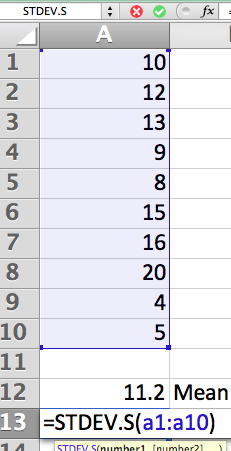 STDEV.S fx
A
1 10
2 12
3 13
4 9
5 8
6 15
7 16
8 20
9 4
10 5
11
12 11.2 Mean
13 =STDEV.S(a1:a10)
14 STDEV.S(number1, [number2], ...)